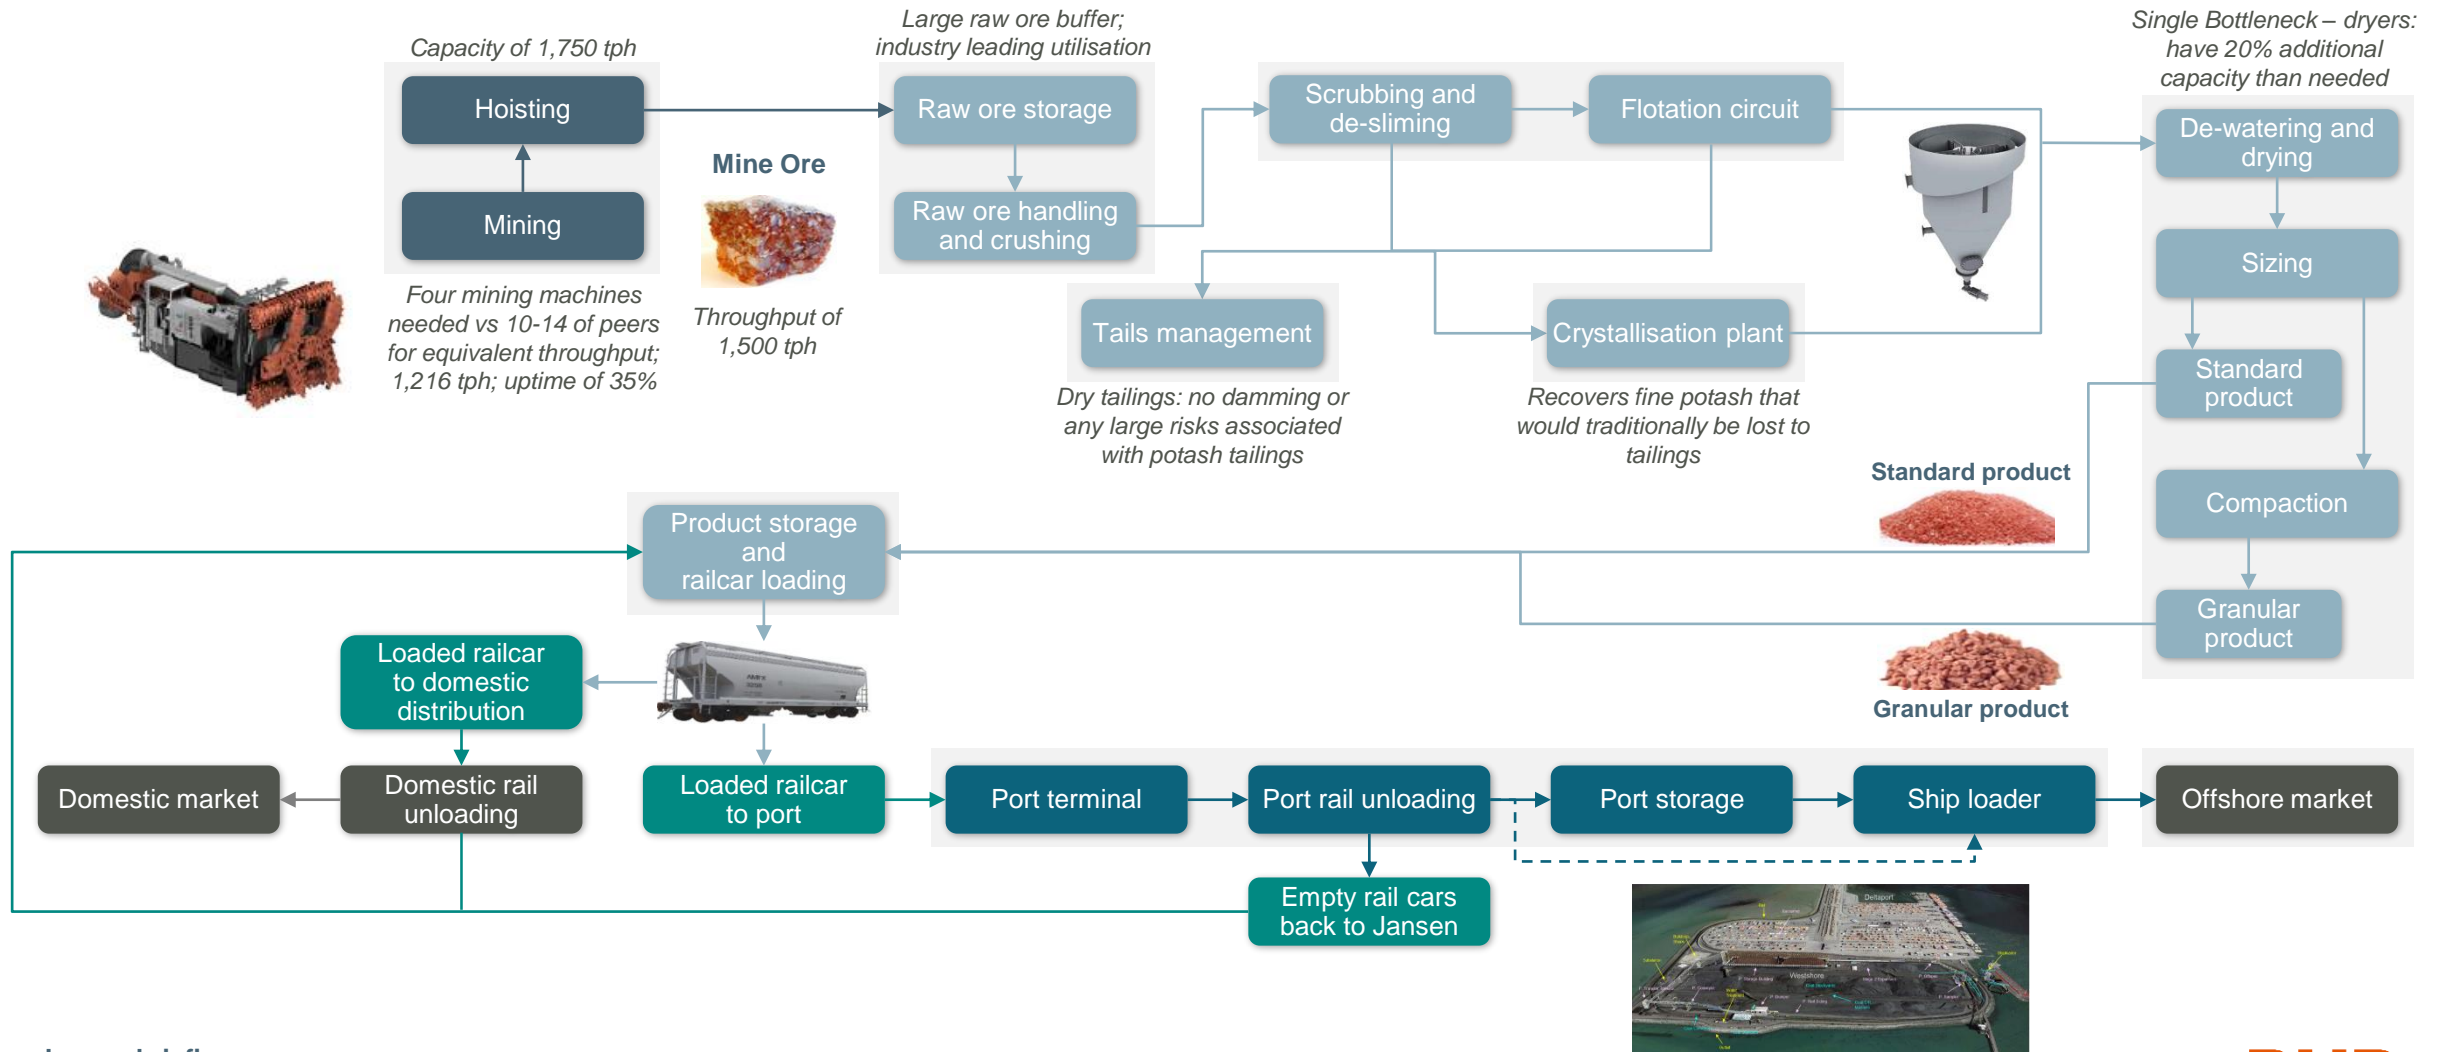 Capacity of 1,750 tph
Hoisting
Mining
Four mining machines
needed vs 10-14 of peers
for equivalent throughput;
1,216 tph; uptime of 35%
Mine Ore
Throughput of
1,500 tph
Large raw ore buffer;
industry leading utilisation
Raw ore storage
Raw ore handling
and crushing
Scrubbing and
de-sliming
Flotation circuit
Tails management
Dry tailings: no damming or
any large risks associated
with potash tailings
Crystallisation plant
Recovers fine potash that
would traditionally be lost to
tailings
Single Bottleneck – dryers:
have 20% additional
capacity than needed
De-watering and
drying
Sizing
Standard
product
Compaction
Granular
product
Standard product
Granular product
Product storage
and
railcar loading
Loaded railcar
to domestic
distribution
Domestic market
Domestic rail
unloading
Loaded railcar
to port
Port terminal
Port rail unloading
Port storage
Ship loader
Offshore market
Empty rail cars
back to Jansen
Deltaport
Westshore